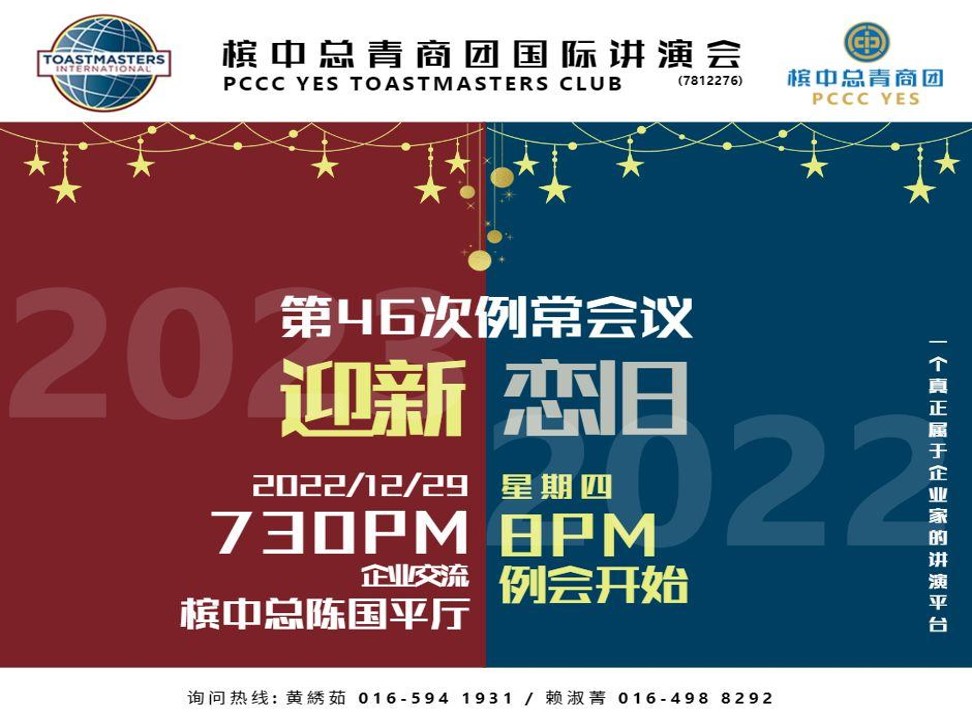 TOASTMASTERS
INTERNATIONAL
槟中总青商团国际讲演会
PCCC YES TOASTMASTERS CLUB
(7812276)
槟中总青商团
PCCC YES
2023
2022
第46次例常会议
迎新 恋旧
2022/12/29 星期四
730PM 8PM
企业交流 例会开始
槟中总陈国平厅
一个真正属于企业家的讲演平台
询问热线: 黄綉茹 016-594 1931 / 赖淑菁 016-498 8292